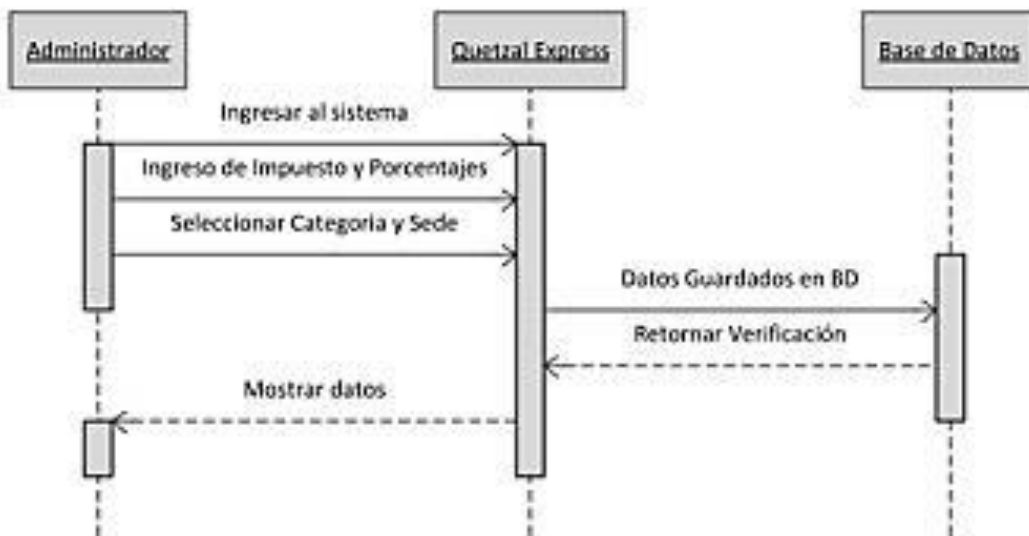 Administrador
Quetzal Express
Base de Datos
Ingresar al sistema
Ingreso de Impuesto y Porcentajes
Seleccionar Categoria y Sede
Datos Guardados en BD
Retornar Verificación
Mostrar datos